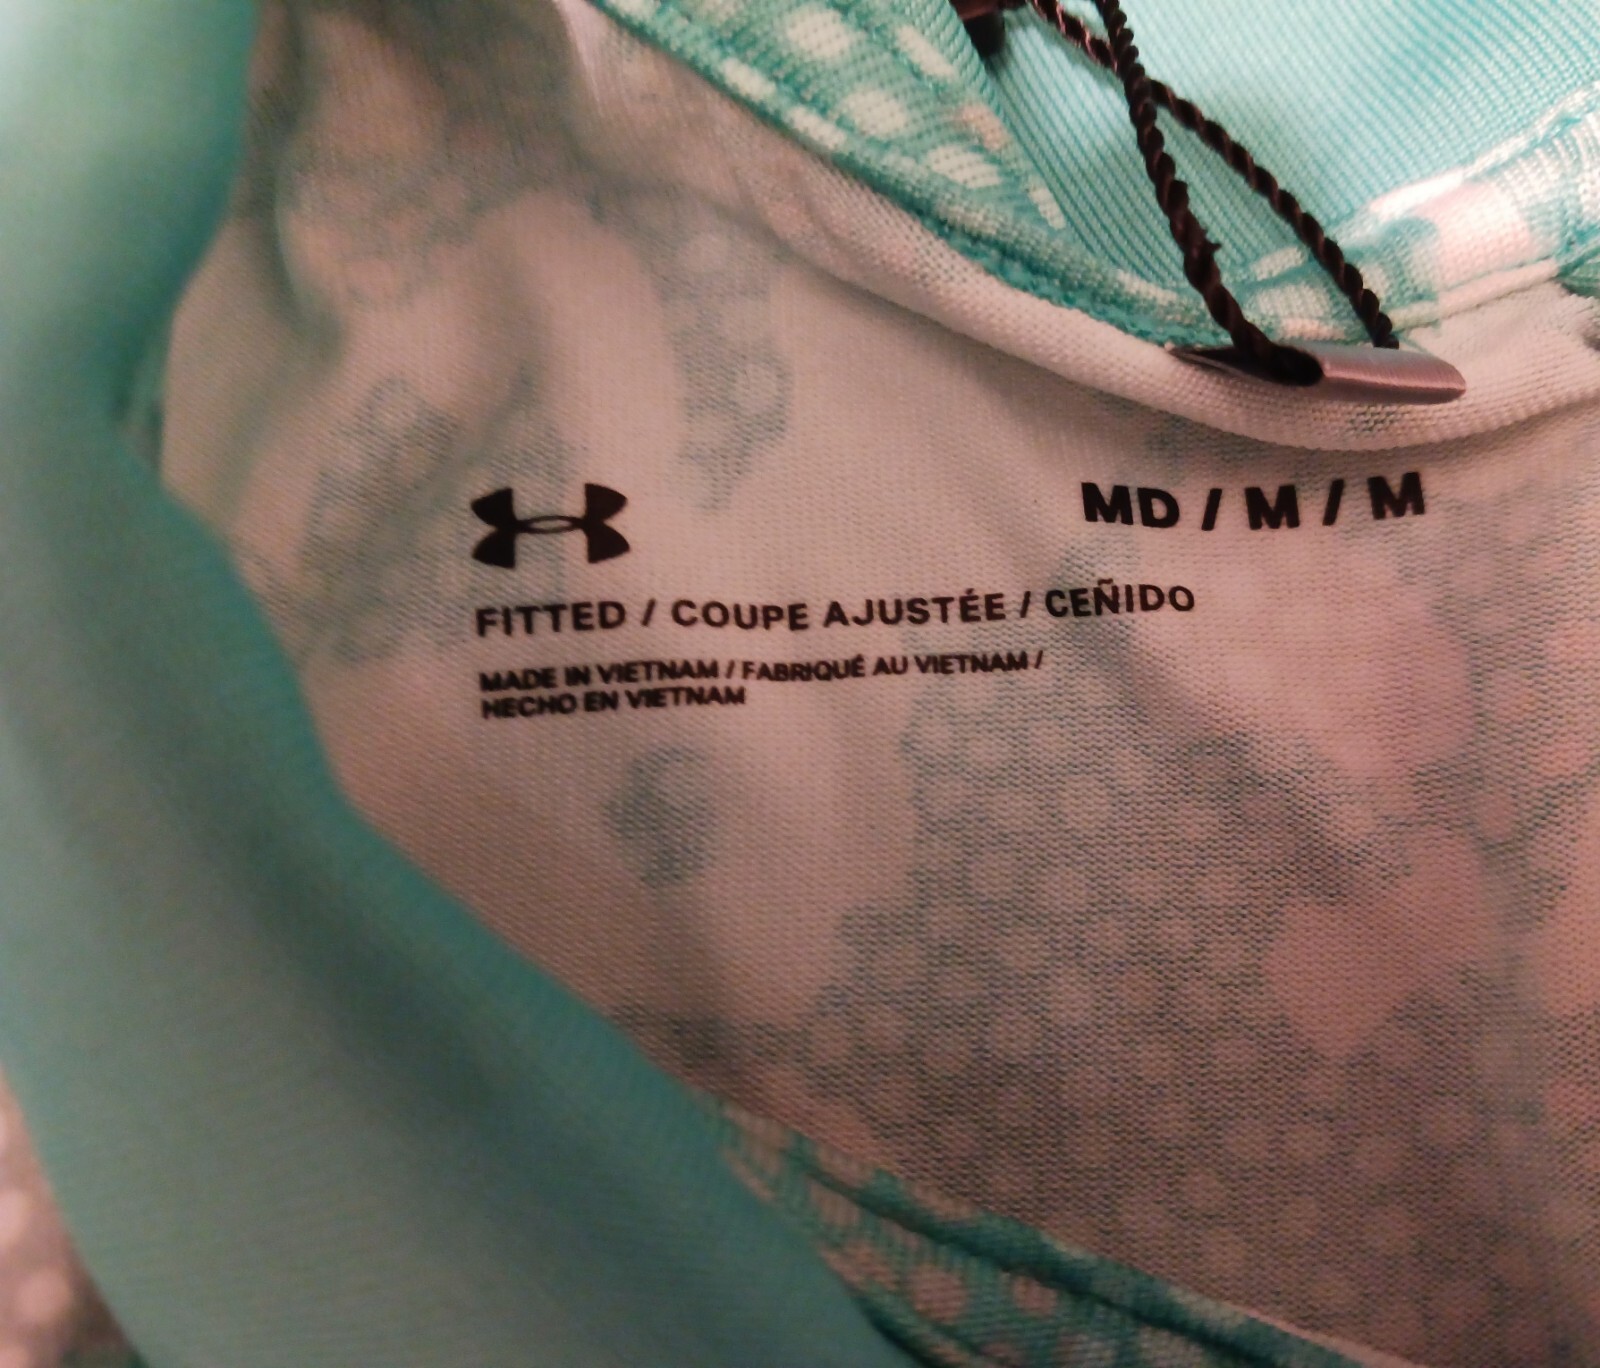 MD / M / M
FITTED / COUPE AJUSTÉE / CEÑIDO
MADE IN VIETNAM / FABRIQUÉ AU VIETNAM /
HECHO EN VIETNAM